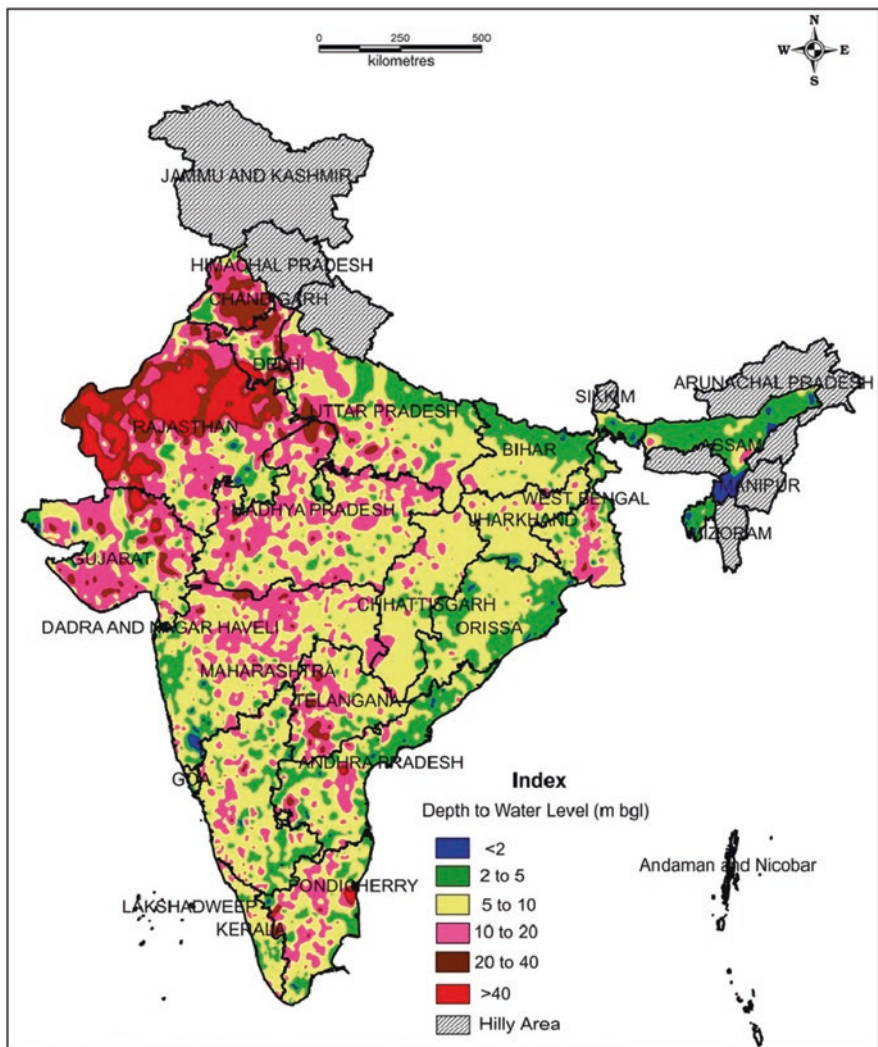 0 250 500
kilometres
N
W E
S
JAMMU AND KASHMIR
HIMACHAL PRADESH
CHANDIGARH
DELHI
RAJASTHAN
UTTAR PRADESH
SIKKIM
ARUNACHAL PRADESH
BIHAR
ASSAM
MANIPUR
WEST BENGAL
MADHYA PRADESH
JHARKHAND
MIZORAM
GUJARAT
CHHATTISGARH
ORISSA
DADRA AND NAGAR HAVELI
MAHARASHTRA
TELANGANA
ANDHRA PRADESH
GOA
Index
Depth to Water Level (m bgl)
<2
2 to 5
5 to 10
10 to 20
20 to 40
>40
Hilly Area
Andaman and Nicobar
PONDICHERRY
LAKSHADWEEP
KERALA